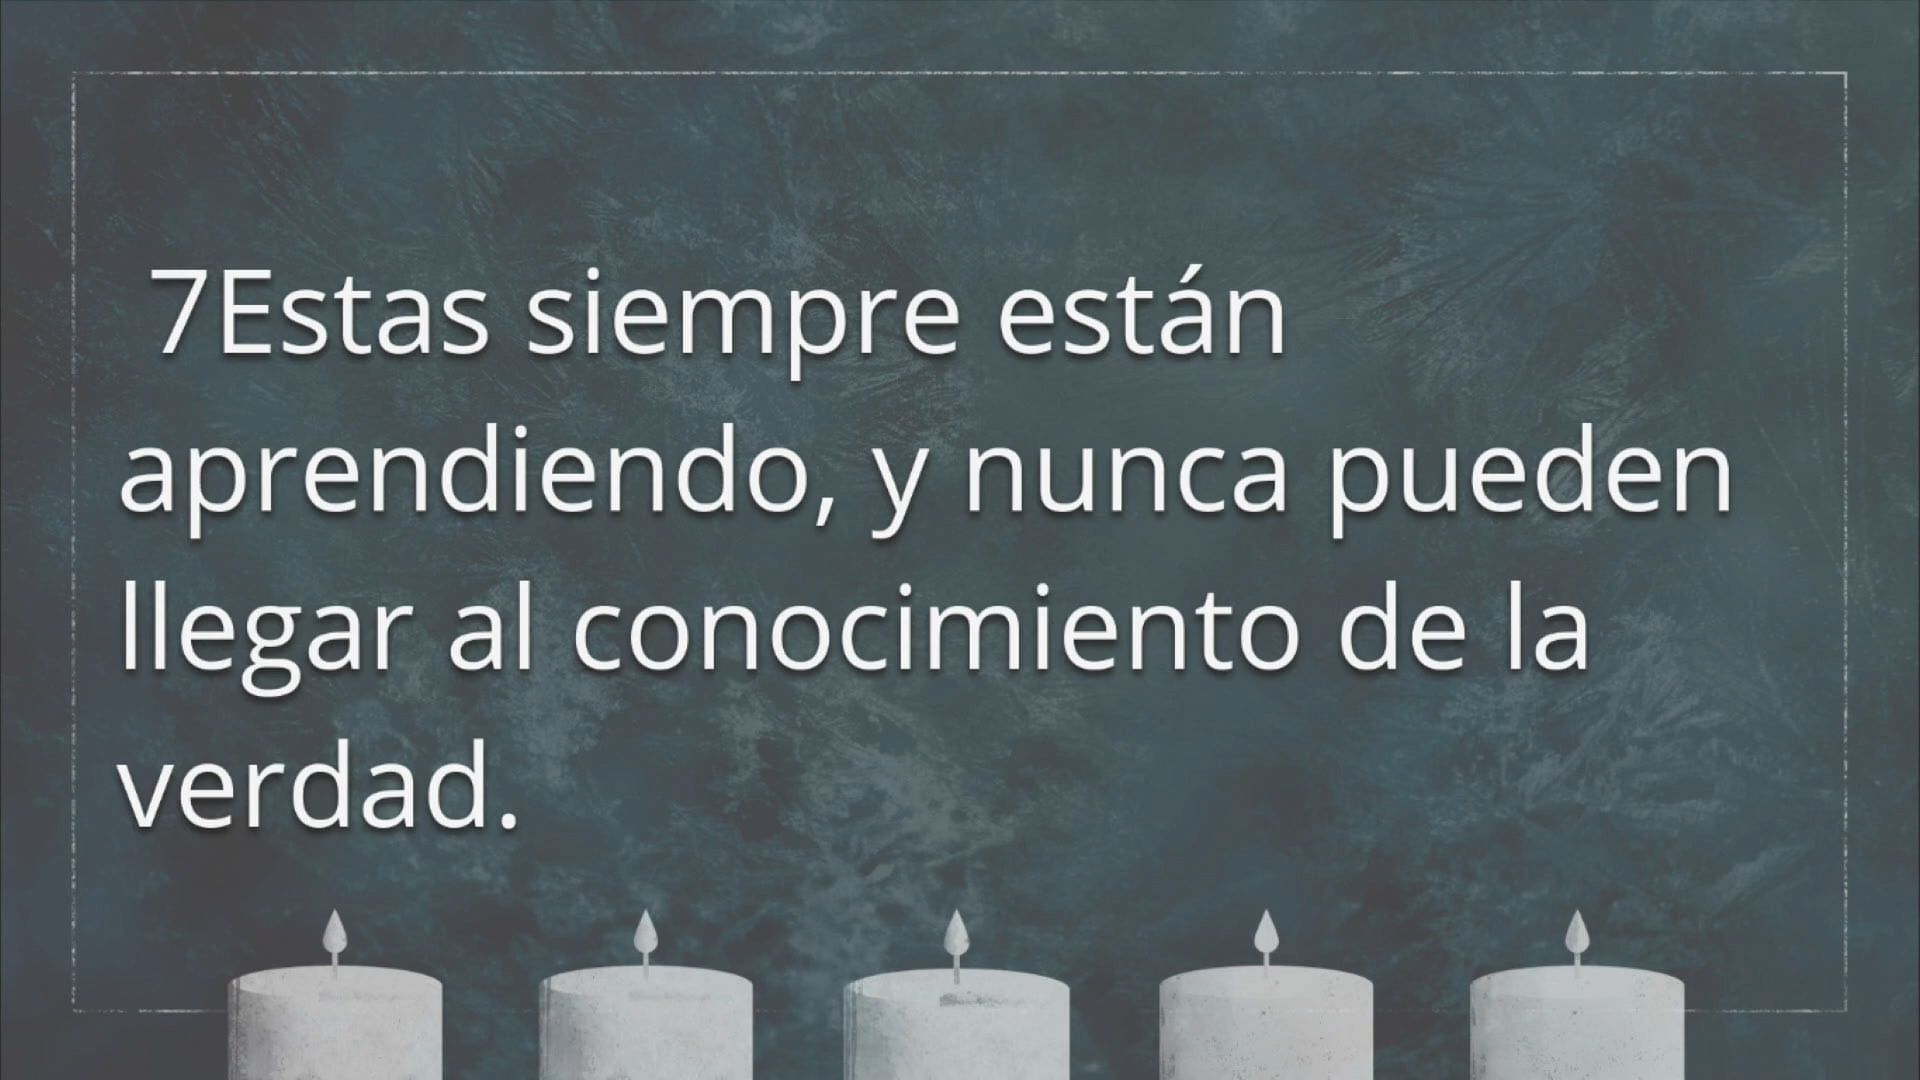 7Estas siempre están
aprendiendo, y nunca pueden
llegar al conocimiento de la
verdad.